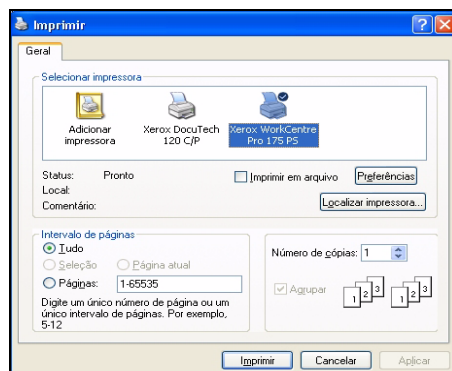 Imprimir
Geral
Selecionar impressora
Adicionar impressora
Xerox DocuTech 120 C/P
Xerox WorkCentre Pro 175 PS
Status: Pronto
Local:
Comentário:
Imprimir em arquivo
Preferências
Localizar impressora...
Intervalo de páginas
Tudo
Seleção
Página atual
Páginas: 1-65535
Digite um único número de página ou um
único intervalo de páginas. Por exemplo,
5-12
Número de cópias: 1
Agrupar
1 2 3 1 2 3
Imprimir
Cancelar
Aplicar